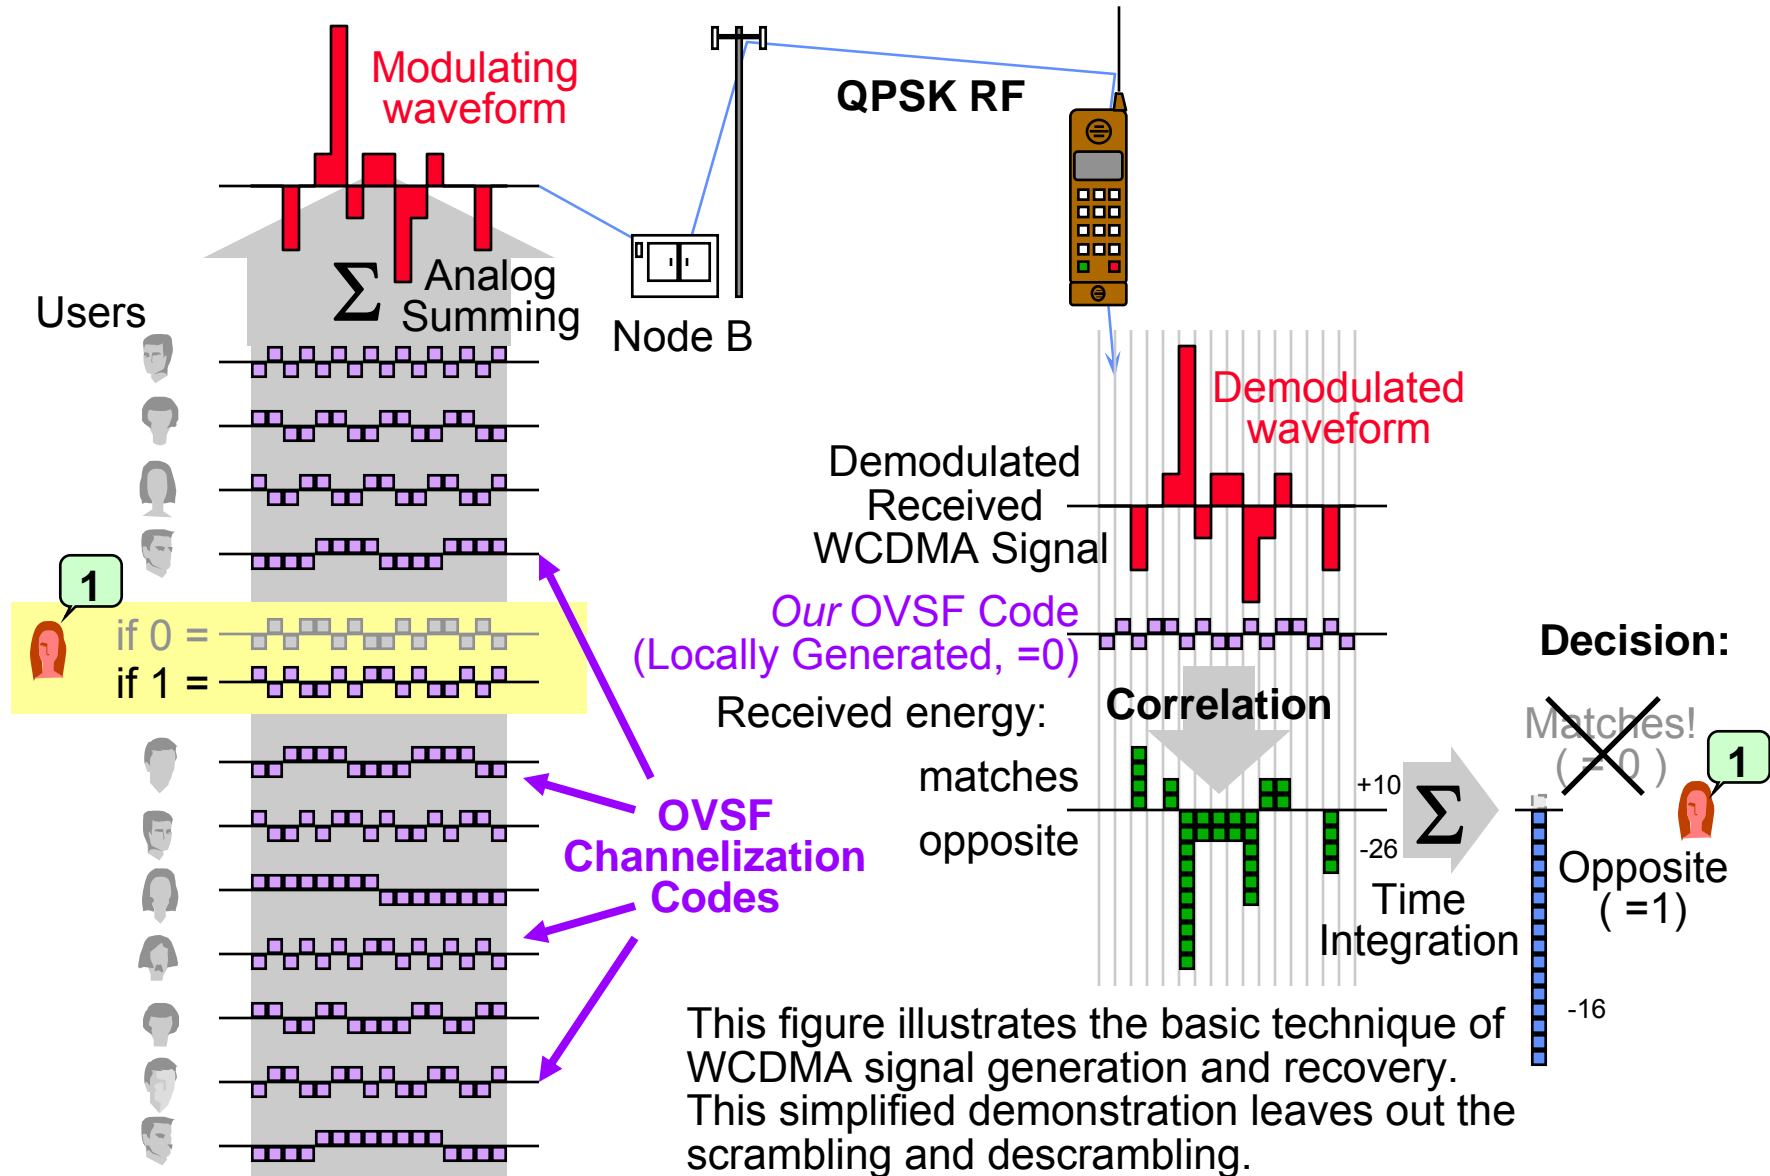 Modulating
waveform
QPSK RF
Σ Analog
Summing
Users
Node B
Demodulated
waveform
Demodulated
Received
WCDMA Signal
1
if 0 =
if 1 =
Our OVSF Code
(Locally Generated, =0)
Decision:
Received energy:
Correlation
Matches!
( = 0 )
1
matches
+10
opposite
-26
Σ
OVSF
Channelization
Codes
Time
Integration
Opposite
( =1)
-16
This figure illustrates the basic technique of
WCDMA signal generation and recovery.
This simplified demonstration leaves out the
scrambling and descrambling.